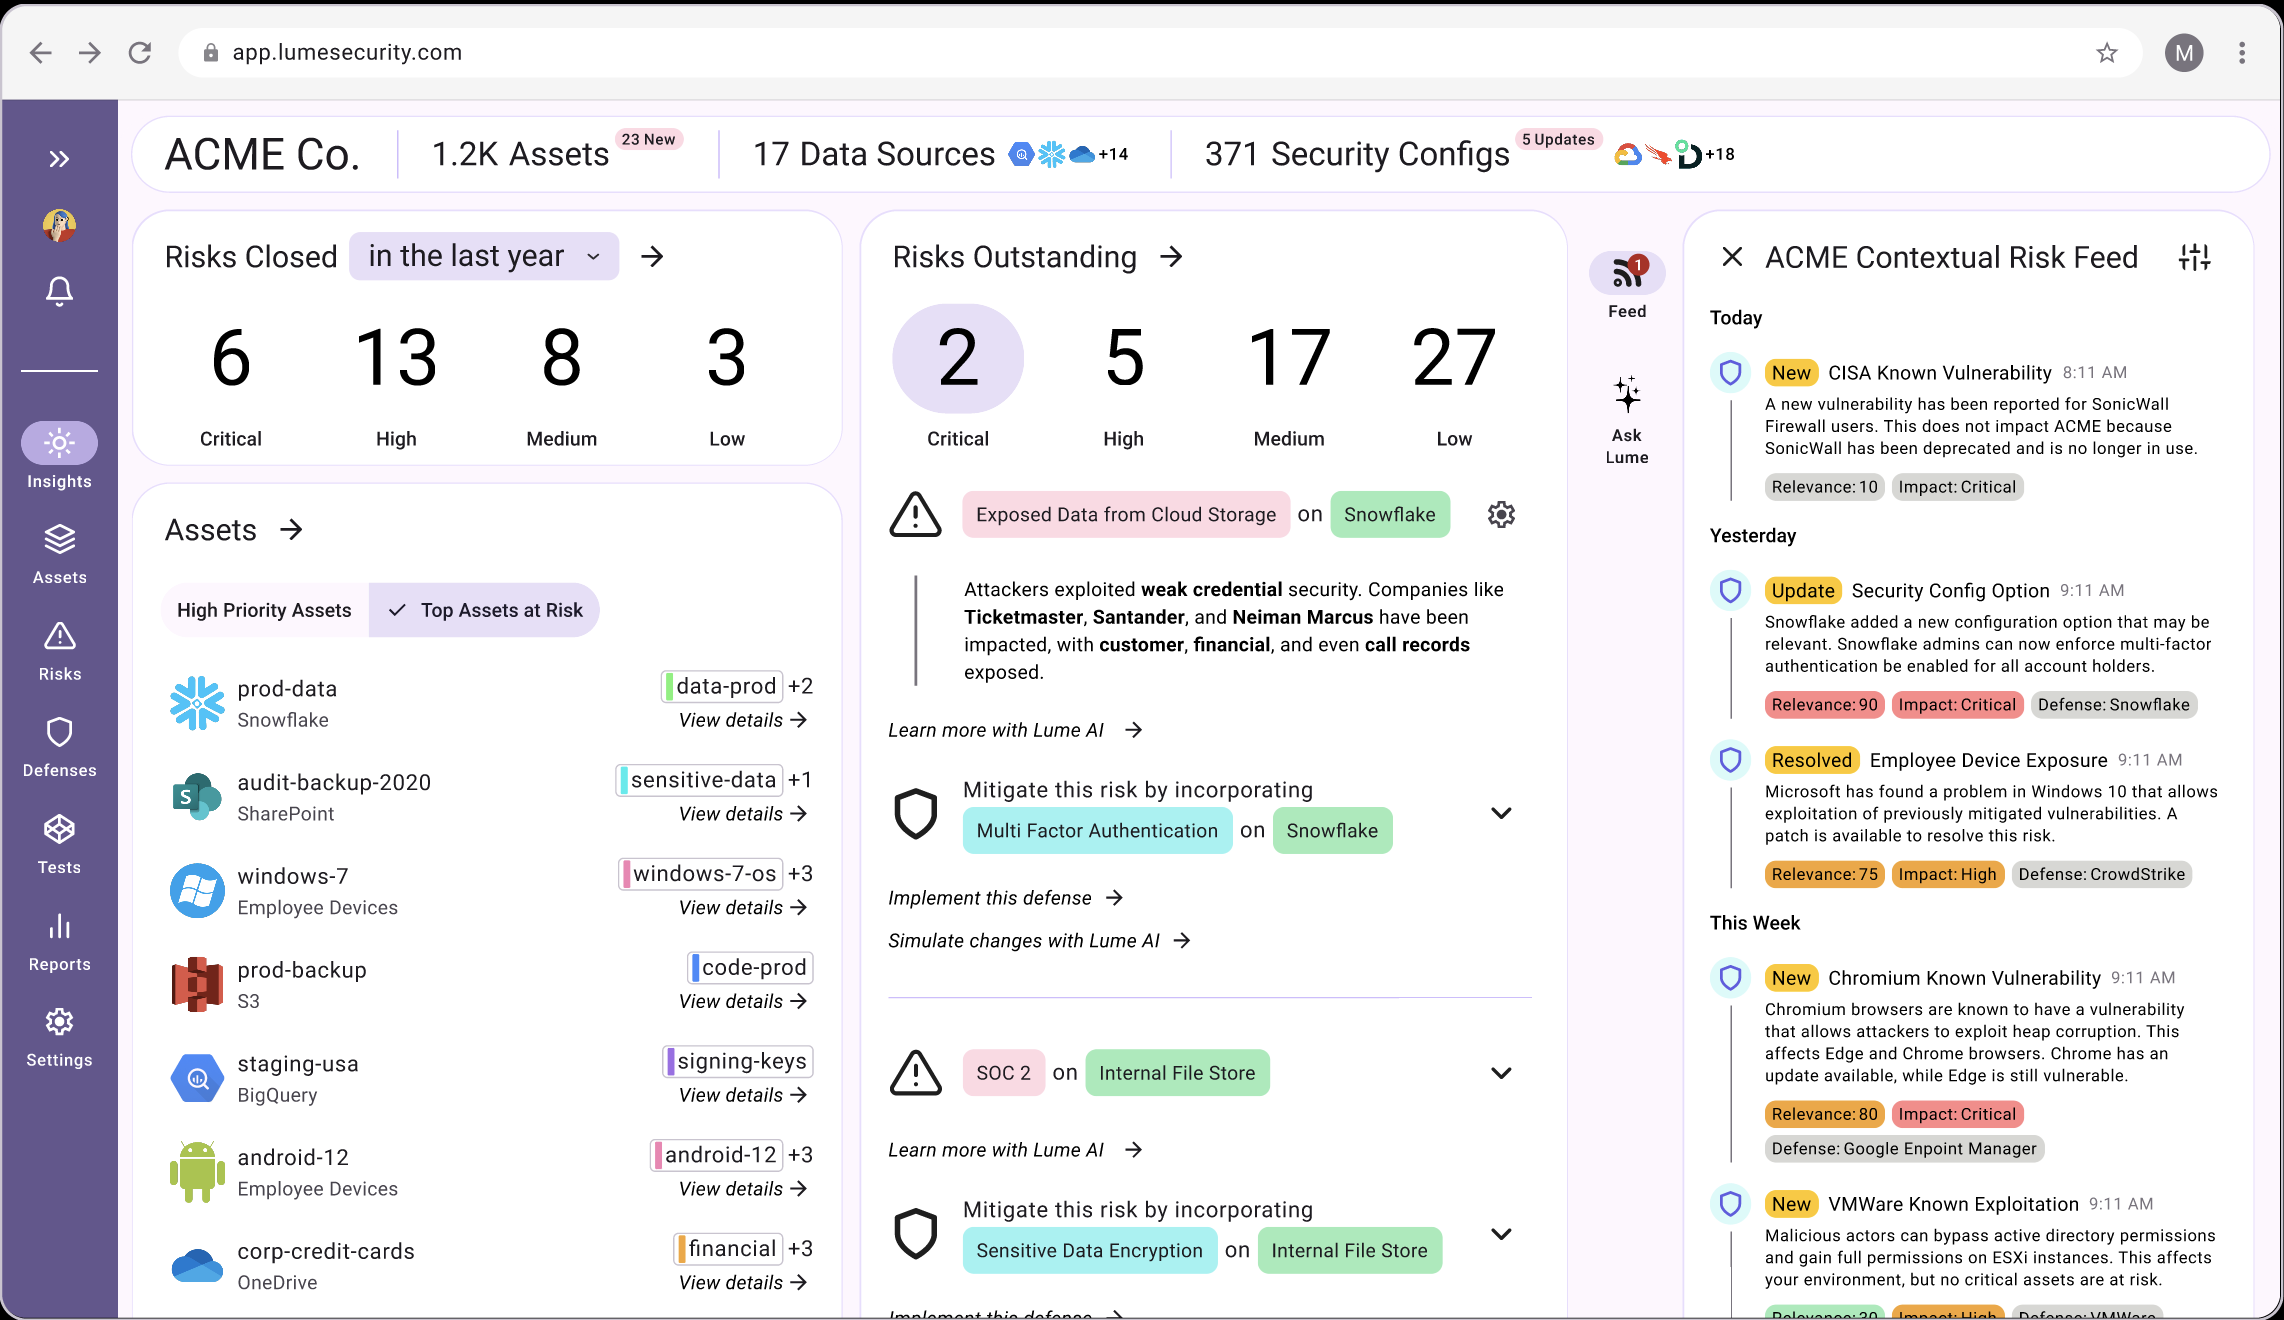 app.lumesecurity.com
M
ACME Co.
1.2K Assets
23 New
17 Data Sources
+14
371 Security Configs
5 Updates
+18
Insights
Assets
Risks
Defenses
Tests
Reports
Settings
Risks Closed
in the last year
6
13
8
3
Critical
High
Medium
Low
Assets
High Priority Assets
Top Assets at Risk
prod-data
Snowflake
data-prod +2
View details
S
audit-backup-2020
SharePoint
sensitive-data +1
View details
windows-7
Employee Devices
windows-7-os +3
View details
prod-backup
S3
code-prod
View details
staging-usa
BigQuery
signing-keys
View details
android-12
Employee Devices
android-12 +3
View details
corp-credit-cards
OneDrive
financial +3
View details
Risks Outstanding
2
5
17
27
Critical
High
Medium
Low
Exposed Data from Cloud Storage on Snowflake
Attackers exploited weak credential security. Companies like
Ticketmaster, Santander, and Neiman Marcus have been
impacted, with customer, financial, and even call records
exposed.
Learn more with Lume AI
Mitigate this risk by incorporating
Multi Factor Authentication on Snowflake
Implement this defense
Simulate changes with Lume AI
SOC 2 on Internal File Store
Learn more with Lume AI
Mitigate this risk by incorporating
Sensitive Data Encryption on Internal File Store
Implement this defense
1
Feed
Ask
Lume
ACME Contextual Risk Feed
Today
New CISA Known Vulnerability 8:11 AM
A new vulnerability has been reported for SonicWall
Firewall users. This does not impact ACME because
SonicWall has been deprecated and is no longer in use.
Relevance: 10 Impact: Critical
Yesterday
Update Security Config Option 9:11 AM
Snowflake added a new configuration option that may be
relevant. Snowflake admins can now enforce multi-factor
authentication be enabled for all account holders.
Relevance: 90 Impact: Critical Defense: Snowflake
Resolved Employee Device Exposure 9:11 AM
Microsoft has found a problem in Windows 10 that allows
exploitation of previously mitigated vulnerabilities. A
patch is available to resolve this risk.
Relevance: 75 Impact: High Defense: CrowdStrike
This Week
New Chromium Known Vulnerability 9:11 AM
Chromium browsers are known to have a vulnerability
that allows attackers to exploit heap corruption. This
affects Edge and Chrome browsers. Chrome has an
update available, while Edge is still vulnerable.
Relevance: 80 Impact: Critical
Defense: Google Enpoint Manager
New VMWare Known Exploitation 9:11 AM
Malicious actors can bypass active directory permissions
and gain full permissions on ESXi instances. This affects
your environment, but no critical assets are at risk.
Relevance: 30 Impact: High Defense: VMWare